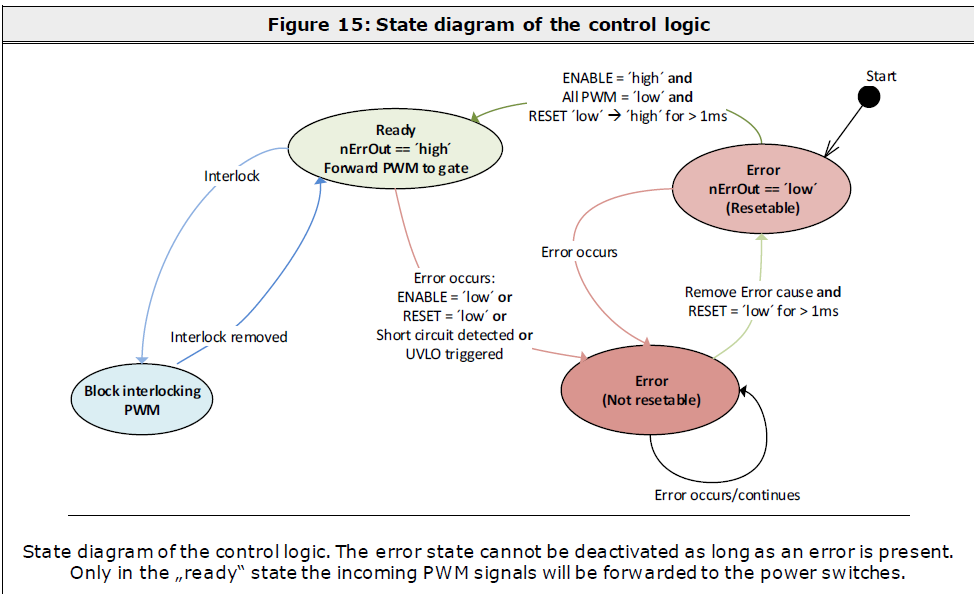 Figure 15: State diagram of the control logic
Start
ENABLE = ´high´ and
All PWM = ´low´ and
RESET ´low´ → ´high´ for > 1ms
Ready
nErrOut == ´high´
Forward PWM to gate
Error
nErrOut == ´low´
(Resetable)
Interlock
Error occurs
Error occurs:
ENABLE = ´low´ or
RESET = ´low´ or
Short circuit detected or
UVLO triggered
Remove Error cause and
RESET = ´low´ for > 1ms
Interlock removed
Block interlocking
PWM
Error
(Not resetable)
Error occurs/continues
State diagram of the control logic. The error state cannot be deactivated as long as an error is present.
Only in the „ready“ state the incoming PWM signals will be forwarded to the power switches.